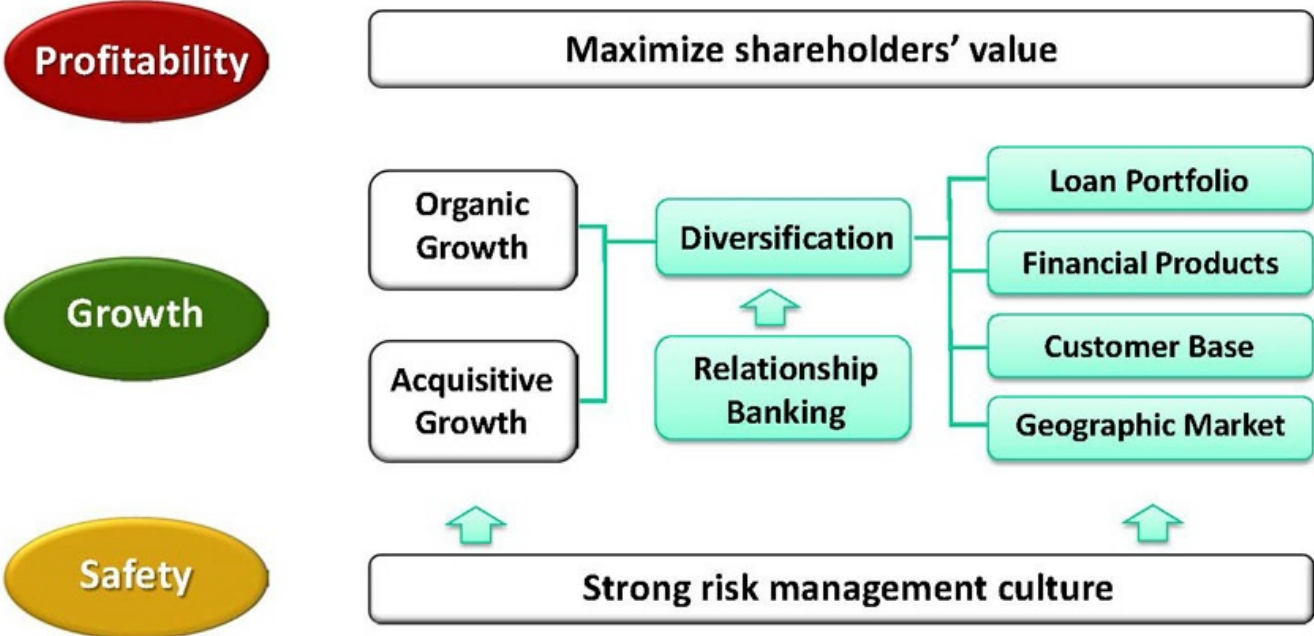 Profitability
Maximize shareholders’ value
Growth
Organic
Growth
Acquisitive
Growth
Diversification
Relationship
Banking
Loan Portfolio
Financial Products
Customer Base
Geographic Market
Safety
Strong risk management culture